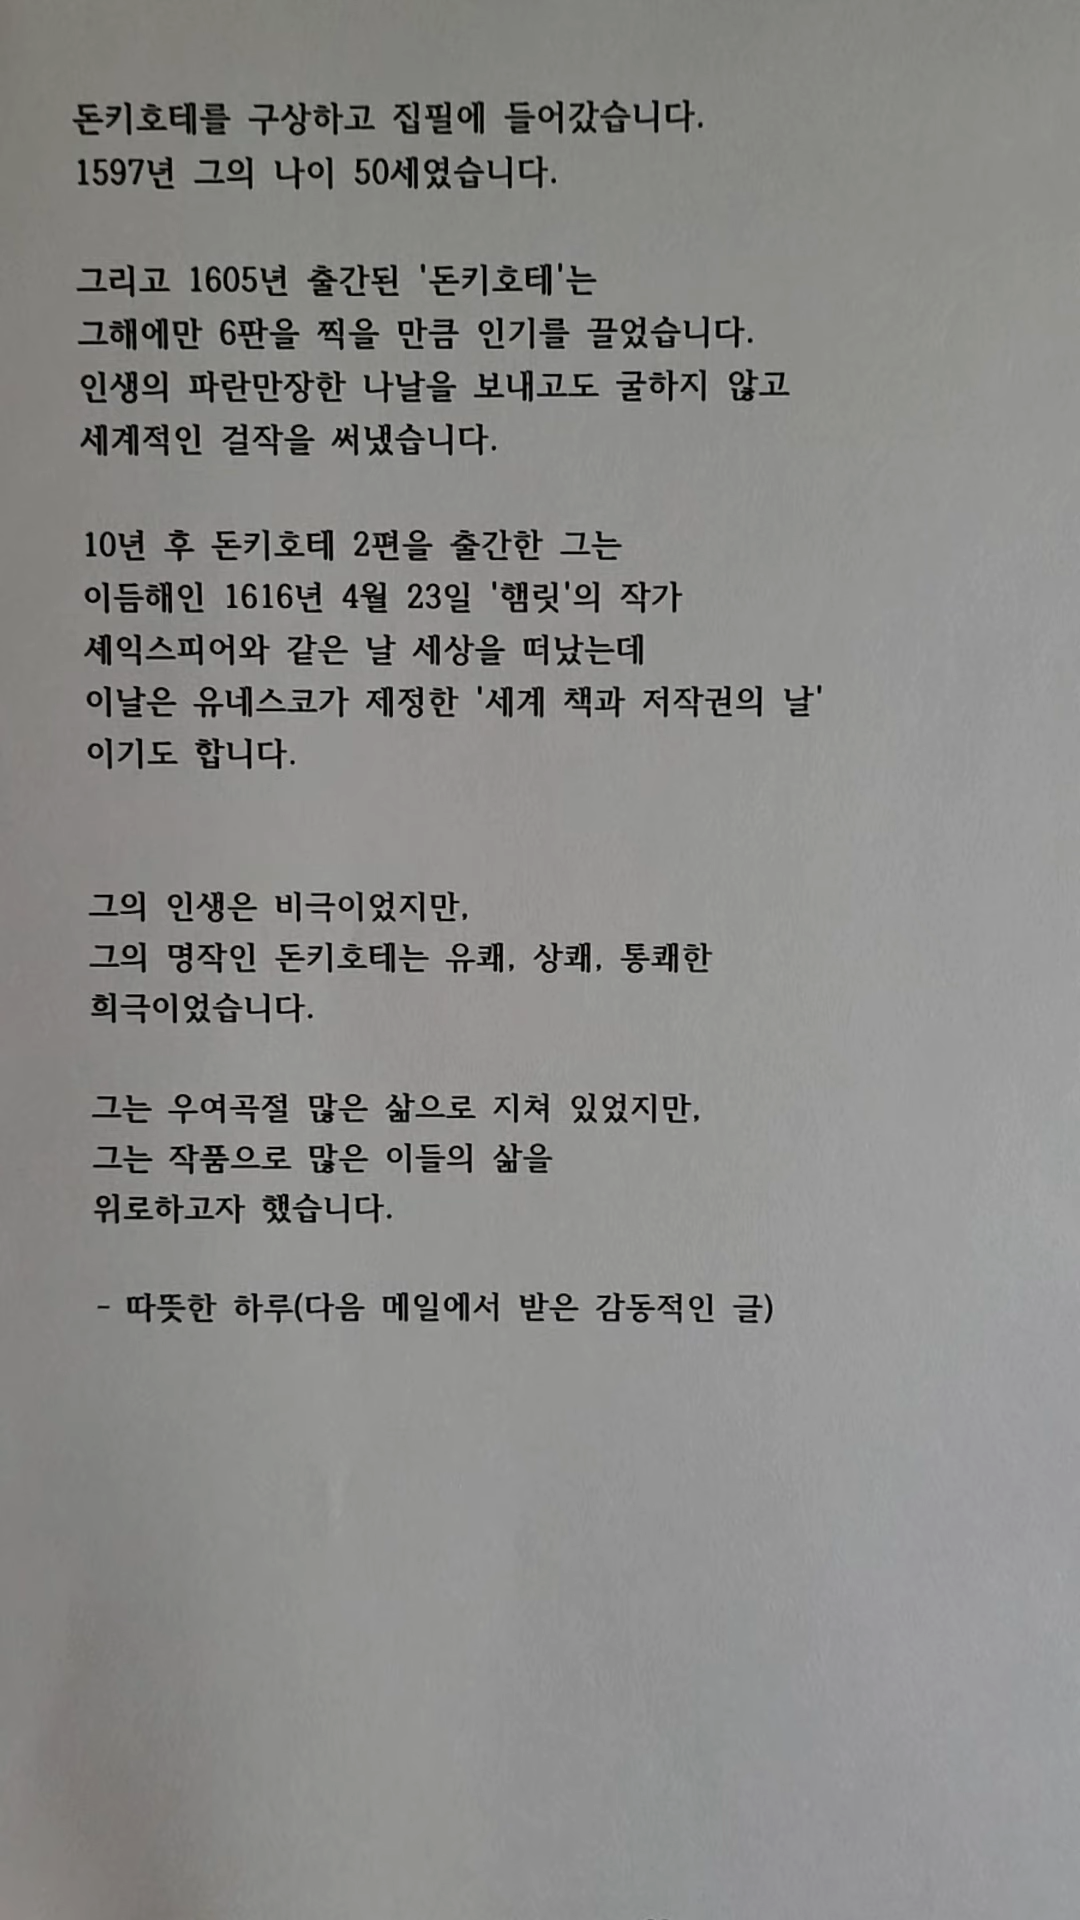 돈키호테를 구상하고 집필에 들어갔습니다.
1597년 그의 나이 50세였습니다.
그리고 1605년 출간된 '돈키호테'는
그해에만 6판을 찍을 만큼 인기를 끌었습니다.
인생의 파란만장한 나날을 보내고도 굴하지 않고
세계적인 걸작을 써냈습니다.
10년 후 돈키호테 2편을 출간한 그는
이듬해인 1616년 4월 23일 '햄릿'의 작가
셰익스피어와 같은 날 세상을 떠났는데
이날은 유네스코가 제정한 '세계 책과 저작권의 날'
이기도 합니다.
그의 인생은 비극이었지만,
그의 명작인 돈키호테는 유쾌, 상쾌, 통쾌한
희극이었습니다.
그는 우여곡절 많은 삶으로 지쳐 있었지만,
그는 작품으로 많은 이들의 삶을
위로하고자 했습니다.
- 따뜻한 하루(다음 메일에서 받은 감동적인 글)